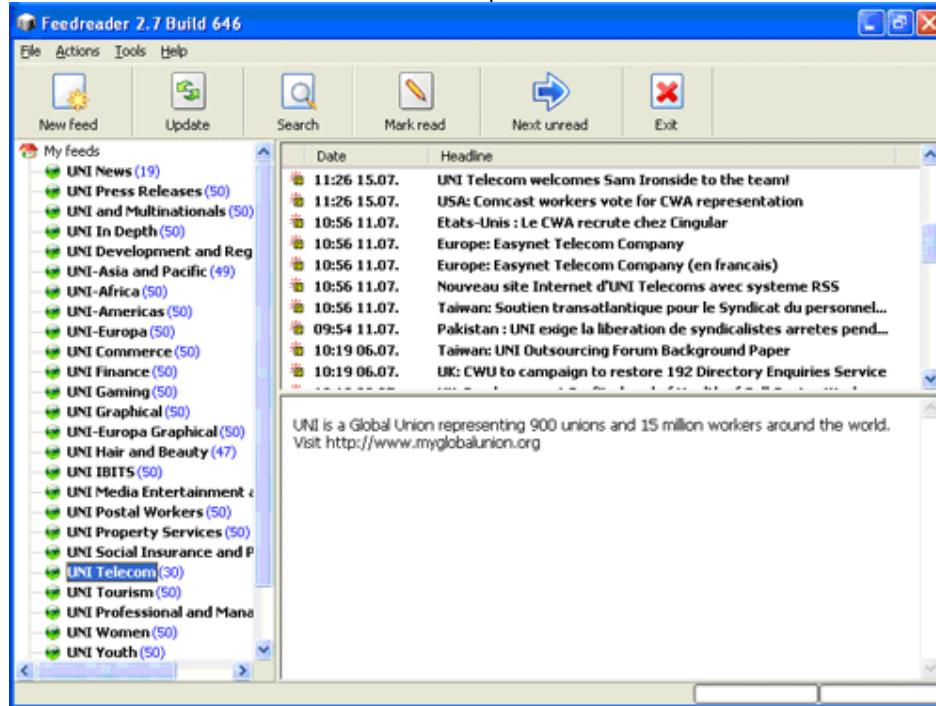 Feedreader 2.7 Build 646
File Actions Tools Help
New feed Update Search Mark read Next unread Exit
My feeds
UNI News (19)
UNI Press Releases (50)
UNI and Multinationals (50)
UNI In Depth (50)
UNI Development and Reg
UNI-Asia and Pacific (49)
UNI-Africa (50)
UNI-Americas (50)
UNI-Europa (50)
UNI Commerce (50)
UNI Finance (50)
UNI Gaming (50)
UNI Graphical (50)
UNI-Europa Graphical (50)
UNI Hair and Beauty (47)
UNI IBITS (50)
UNI Media Entertainment a
UNI Postal Workers (50)
UNI Property Services (50)
UNI Social Insurance and P
UNI Telecom (30)
UNI Tourism (50)
UNI Professional and Mana
UNI Women (50)
UNI Youth (50)
Date Headline
11:26 15.07. UNI Telecom welcomes Sam Ironside to the team!
11:26 15.07. USA: Comcast workers vote for CWA representation
10:56 11.07. Etats-Unis : Le CWA recrute chez Cingular
10:56 11.07. Europe: Easynet Telecom Company
10:56 11.07. Europe: Easynet Telecom Company (en francais)
10:56 11.07. Nouveau site Internet d'UNI Telecoms avec systeme RSS
10:56 11.07. Taiwan: Soutien transatlantique pour le Syndicat du personnel...
09:54 11.07. Pakistan : UNI exige la liberation de syndicalistes arretes pend...
10:19 06.07. Taiwan: UNI Outsourcing Forum Background Paper
10:19 06.07. UK: CWU to campaign to restore 192 Directory Enquiries Service
UNI is a Global Union representing 900 unions and 15 million workers around the world.
Visit http://www.myglobalunion.org